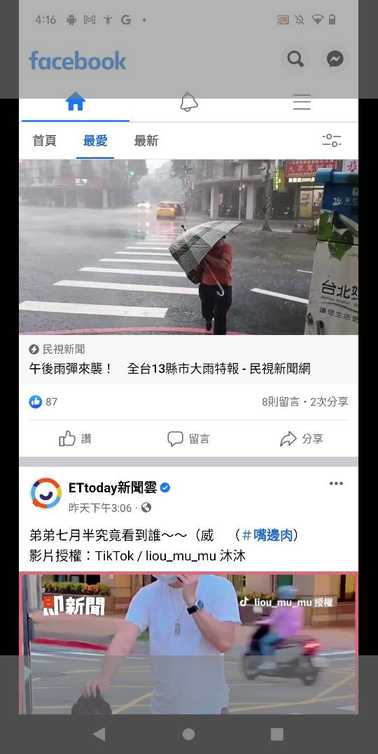 4:16
facebook
首頁 最愛 最新
台北
民視新聞
午後雨彈來襲！ 全台13縣市大雨特報 - 民視新聞網
87
8則留言・2次分享
讚 留言 分享
ETtoday新聞雲
昨天下午3:06
弟弟七月半究竟看到誰～～（威 （#嘴邊肉）
影片授權：TikTok / liou_mu_mu 沐沐
即新聞
liou_mu_mu 授權